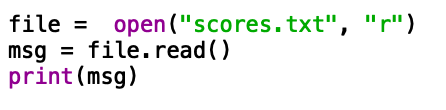 file =  open("scores.txt", "r")
msg = file.read()
print(msg)